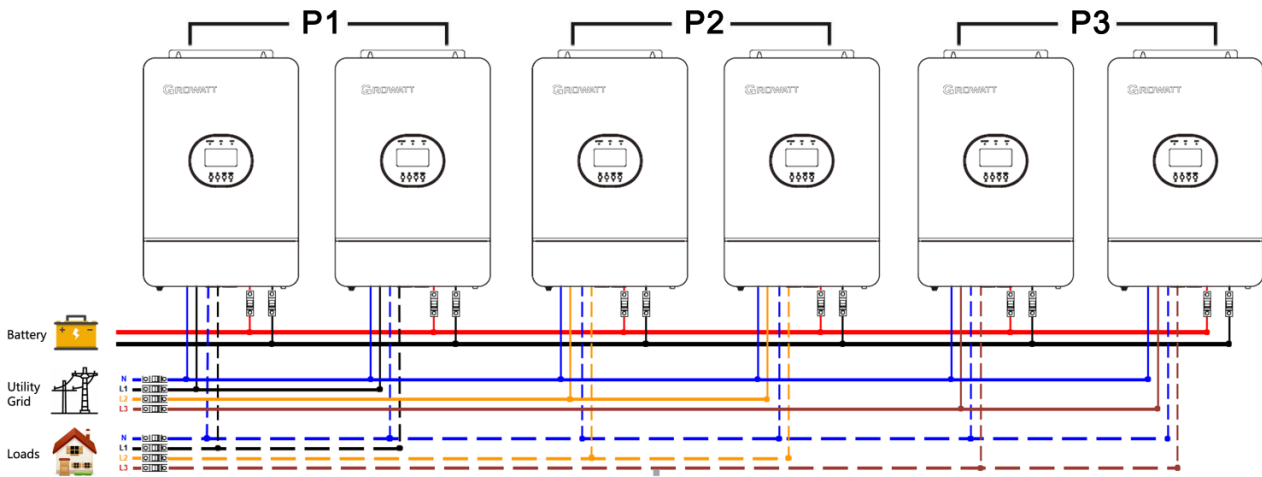 P1 P2 P3
GROWATT GROWATT GROWATT GROWATT GROWATT GROWATT
Battery
+ -
Utility
Grid
N
L1
L2
L3
Loads
N
L1
L2
L3